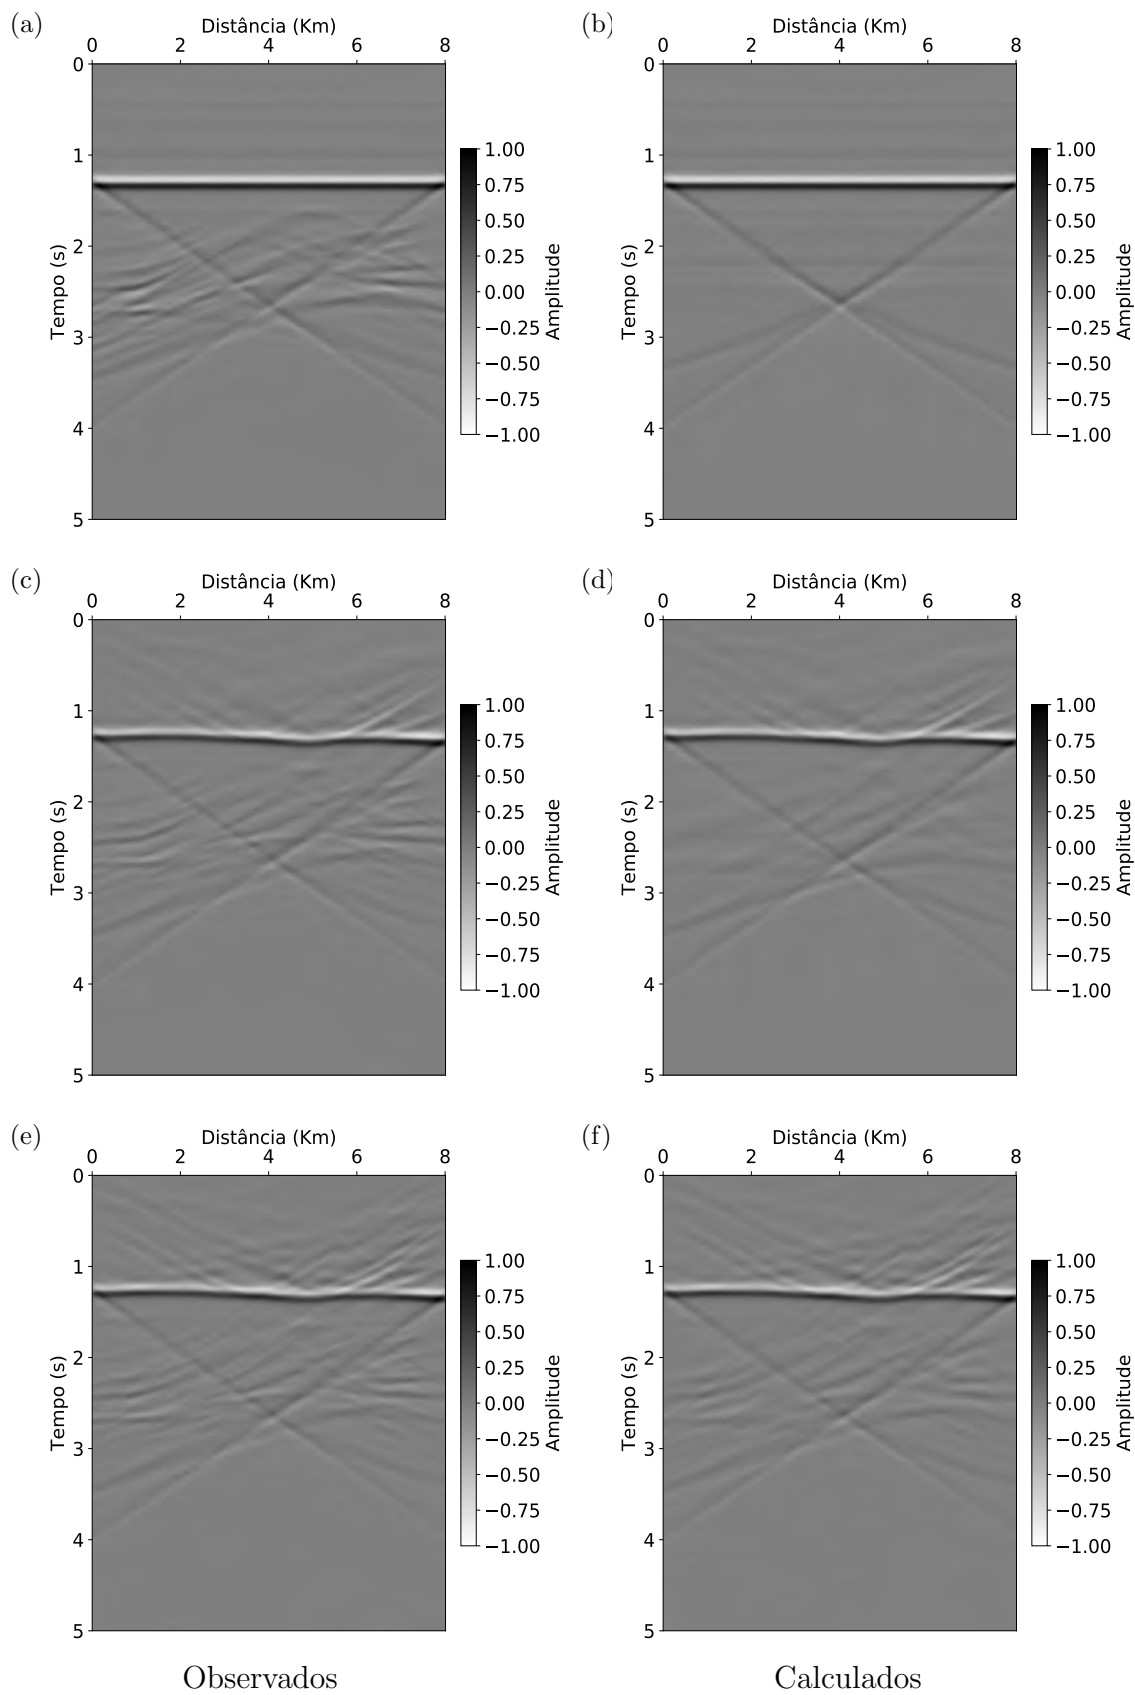 (a)
Distância (Km)
0 2 4 6 8
0
1
2
3
4
5
Tempo (s)
1.00
0.75
0.50
0.25
0.00
−0.25
−0.50
−0.75
−1.00
Amplitude
(b)
Distância (Km)
0 2 4 6 8
0
1
2
3
4
5
Tempo (s)
1.00
0.75
0.50
0.25
0.00
−0.25
−0.50
−0.75
−1.00
Amplitude
(c)
Distância (Km)
0 2 4 6 8
0
1
2
3
4
5
Tempo (s)
1.00
0.75
0.50
0.25
0.00
−0.25
−0.50
−0.75
−1.00
Amplitude
(d)
Distância (Km)
0 2 4 6 8
0
1
2
3
4
5
Tempo (s)
1.00
0.75
0.50
0.25
0.00
−0.25
−0.50
−0.75
−1.00
Amplitude
(e)
Distância (Km)
0 2 4 6 8
0
1
2
3
4
5
Tempo (s)
1.00
0.75
0.50
0.25
0.00
−0.25
−0.50
−0.75
−1.00
Amplitude
(f)
Distância (Km)
0 2 4 6 8
0
1
2
3
4
5
Tempo (s)
1.00
0.75
0.50
0.25
0.00
−0.25
−0.50
−0.75
−1.00
Amplitude
Observados
Calculados